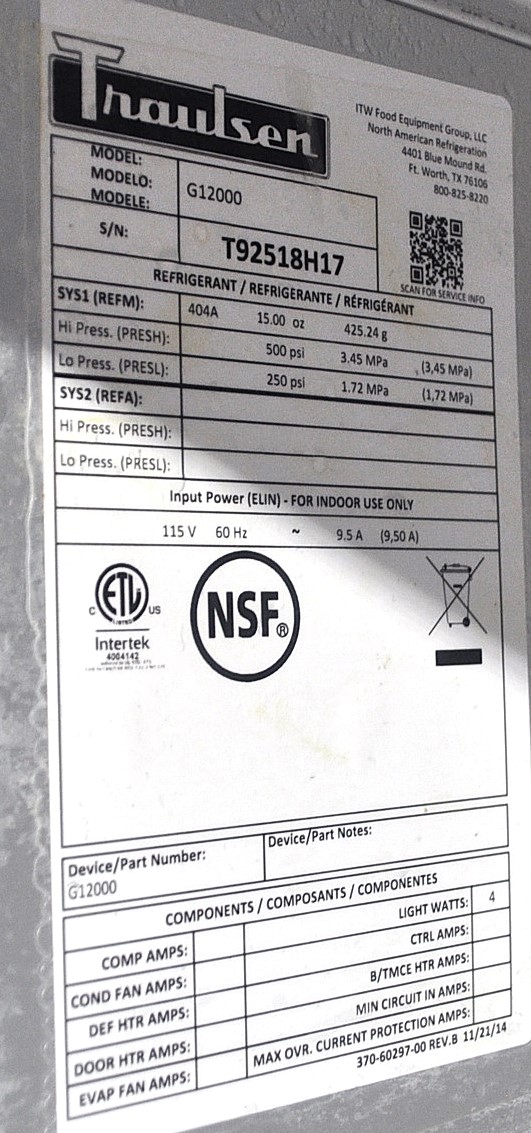 Traulsen
ITW Food Equipment Group, LLC
North American Refrigeration
4401 Blue Mound Rd.
Ft. Worth, TX 76106
800-825-8220
MODEL:
MODELO:
MODELE:
G12000
S/N:
T92518H17
SCAN FOR SERVICE INFO
REFRIGERANT / REFRIGERANTE / RÉFRIGÉRANT
SYS1 (REFM): 404A 15.00 oz 425.24 g
Hi Press. (PRESH): 500 psi 3.45 MPa (3,45 MPa)
Lo Press. (PRESL): 250 psi 1.72 MPa (1,72 MPa)
SYS2 (REFA):
Hi Press. (PRESH):
Lo Press. (PRESL):
Input Power (ELIN) - FOR INDOOR USE ONLY
115 V 60 Hz ~ 9.5 A (9,50 A)
C ETL US
LISTED
Intertek
4004142
NSF®
Device/Part Number:
G12000
Device/Part Notes:
COMPONENTS / COMPOSANTS / COMPONENTES
COMP AMPS:
COND FAN AMPS:
DEF HTR AMPS:
DOOR HTR AMPS:
EVAP FAN AMPS:
LIGHT WATTS: 4
CTRL AMPS:
B/TMCE HTR AMPS:
MIN CIRCUIT IN AMPS:
MAX OVR. CURRENT PROTECTION AMPS:
370-60297-00 REV.B 11/21/14